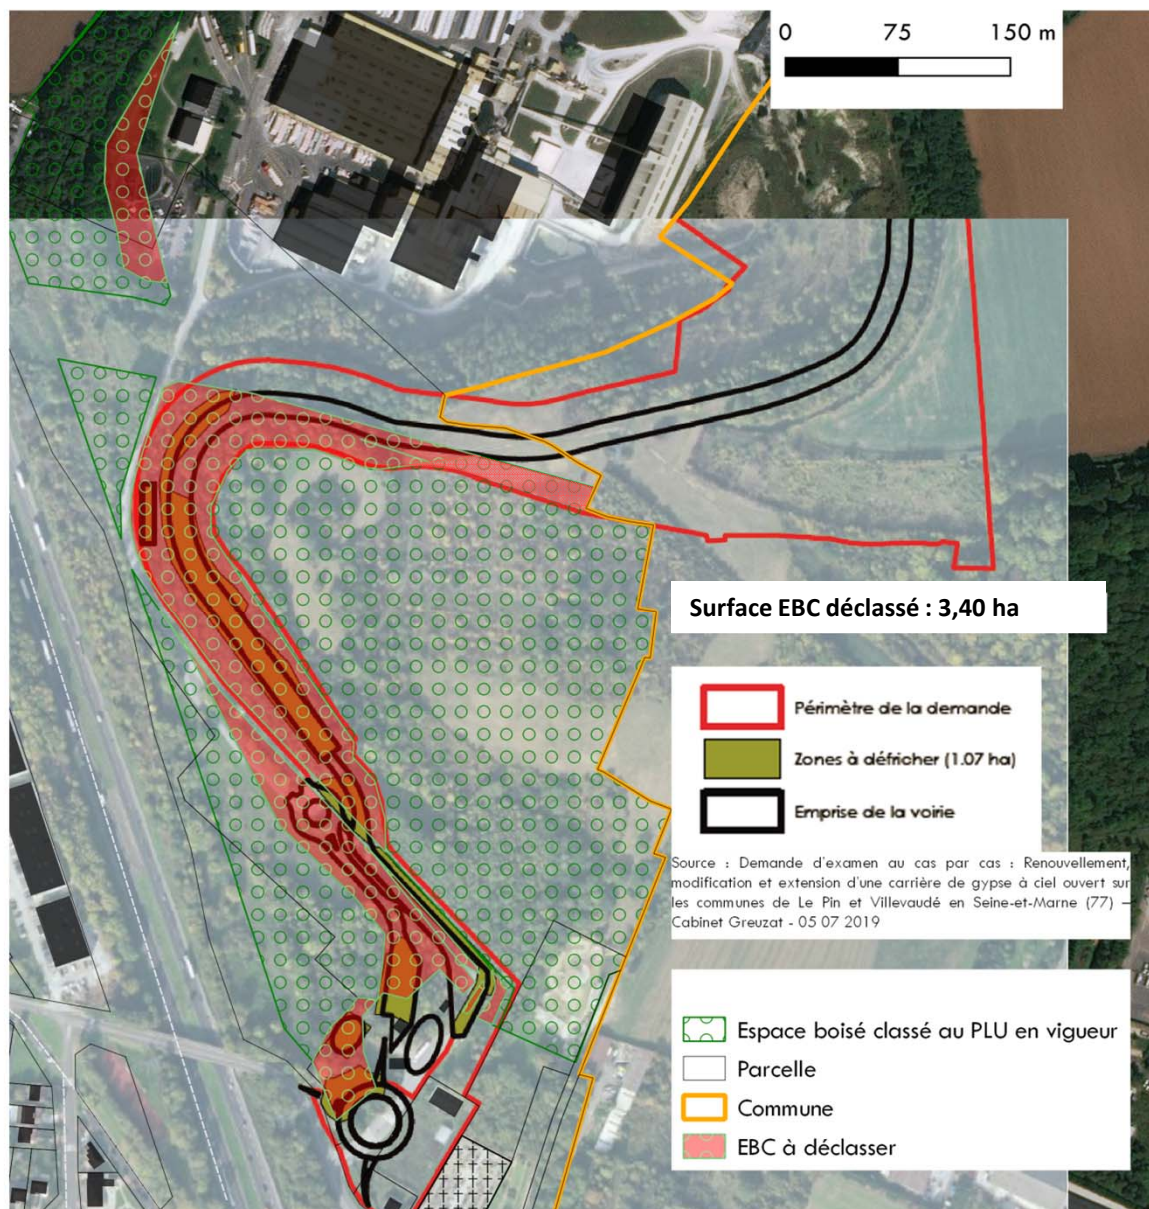 0 75 150 m
Surface EBC déclassé : 3,40 ha
Périmètre de la demande
Zones à défricher (1.07 ha)
Emprise de la voirie
Source : Demande d'examen au cas par cas : Renouvellement,
modification et extension d'une carrière de gypse à ciel ouvert sur
les communes de Le Pin et Villevaudé en Seine-et-Marne (77) –
Cabinet Greuzat - 05 07 2019
Espace boisé classé au PLU en vigueur
Parcelle
Commune
EBC à déclasser